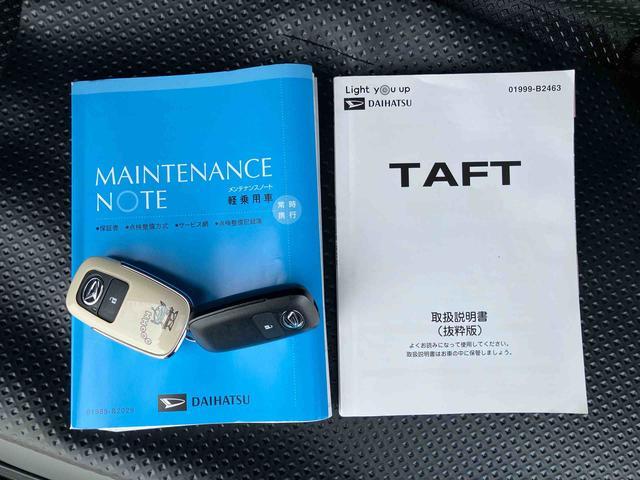 MAINTENANCE
NOTE
メンテナンスノート
軽乗用車
常時
携行
●保証書 ●点検整備方式 ●サービス網 ●点検整備記録簿
DAIHATSU
Light you up
DAIHATSU
01999-B2463
TAFT
取扱説明書
(抜粋版)
よくお読みになって使用してください。
取扱説明書はお車の中に保管しましょう。